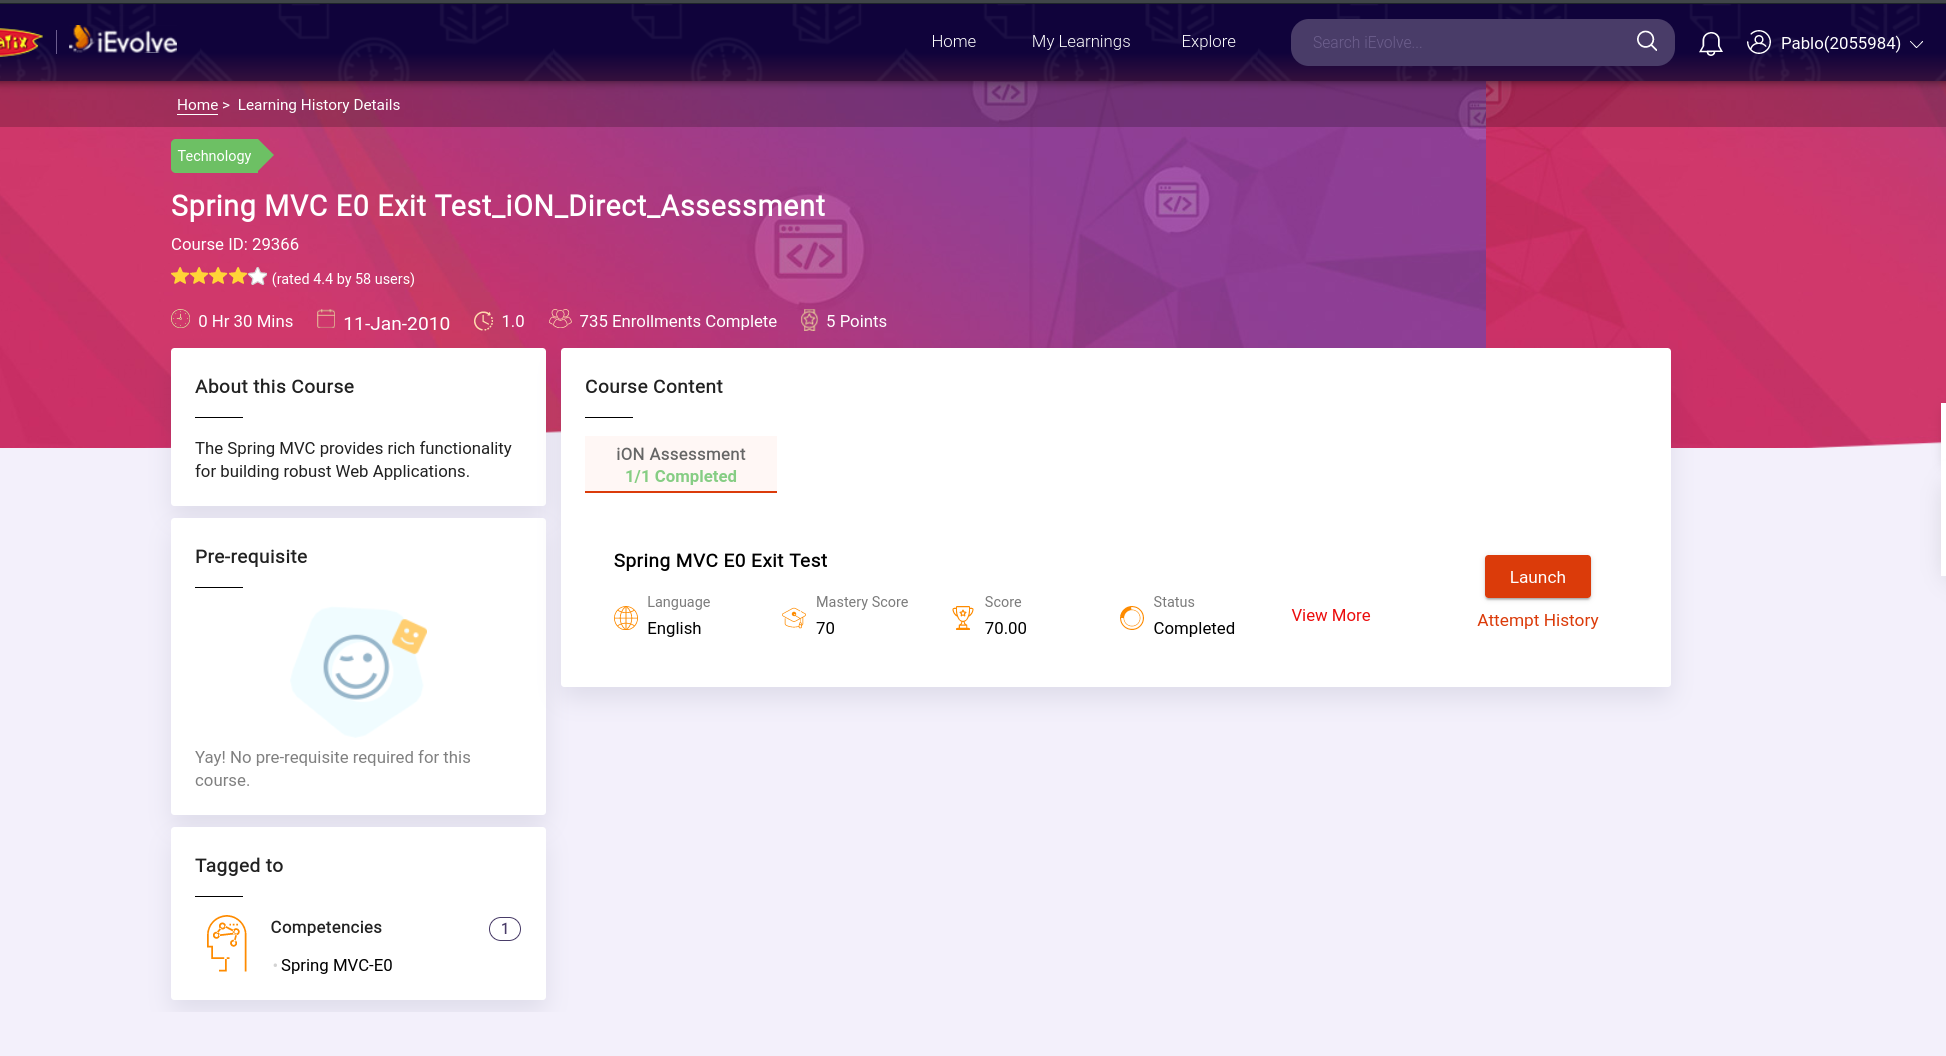 iEvolve
Home
My Learnings
Explore
Search iEvolve...
Pablo(2055984)
Home > Learning History Details
Technology
Spring MVC E0 Exit Test_iON_Direct_Assessment
Course ID: 29366
(rated 4.4 by 58 users)
0 Hr 30 Mins
11-Jan-2010
1.0
735 Enrollments Complete
5 Points
About this Course
The Spring MVC provides rich functionality
for building robust Web Applications.
Pre-requisite
Yay! No pre-requisite required for this
course.
Tagged to
Competencies
1
Spring MVC-E0
Course Content
iON Assessment
1/1 Completed
Spring MVC E0 Exit Test
Language
English
Mastery Score
70
Score
70.00
Status
Completed
View More
Launch
Attempt History